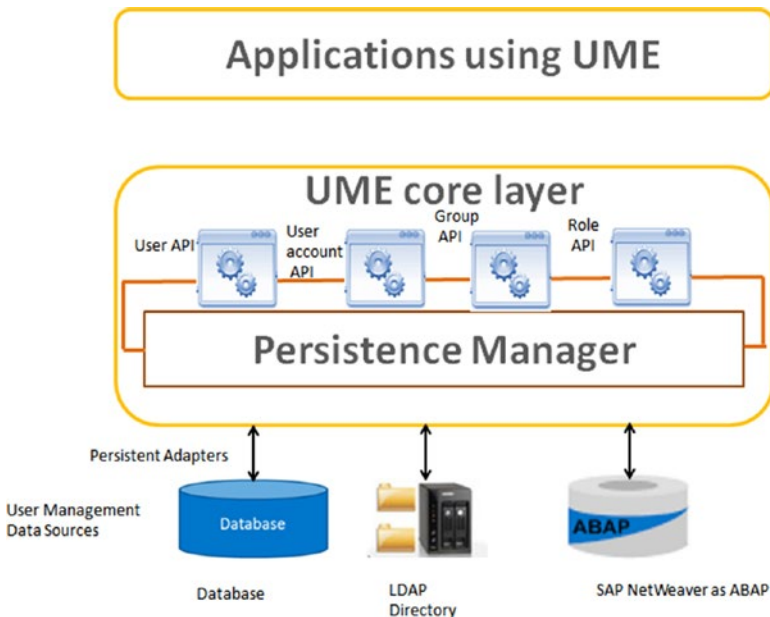 Applications using UME
UME core layer
User API
User
account
API
Group
API
Role
API
Persistence Manager
Persistent Adapters
User Management
Data Sources
Database
ABAP
Database
LDAP
Directory
SAP NetWeaver as ABAP